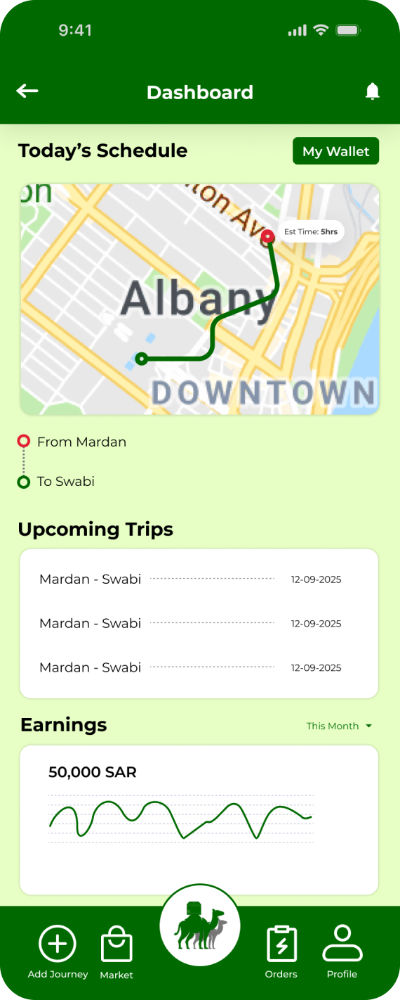 9:41
Dashboard
Today’s Schedule
My Wallet
on
ton Ave
Est Time: 5hrs
Albany
DOWNTOWN
From Mardan
To Swabi
Upcoming Trips
Mardan - Swabi 12-09-2025
Mardan - Swabi 12-09-2025
Mardan - Swabi 12-09-2025
Earnings
This Month
50,000 SAR
Add Journey
Market
Orders
Profile